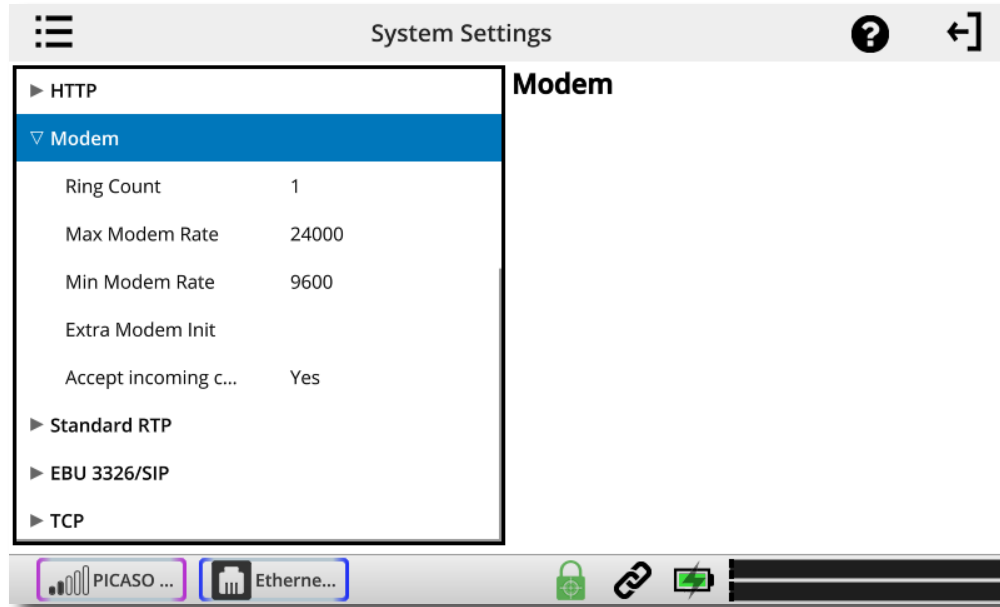 System Settings
HTTP
Modem
Modem
Ring Count 1
Max Modem Rate 24000
Min Modem Rate 9600
Extra Modem Init
Accept incoming c... Yes
Standard RTP
EBU 3326/SIP
TCP
PICASO ... Etherne...